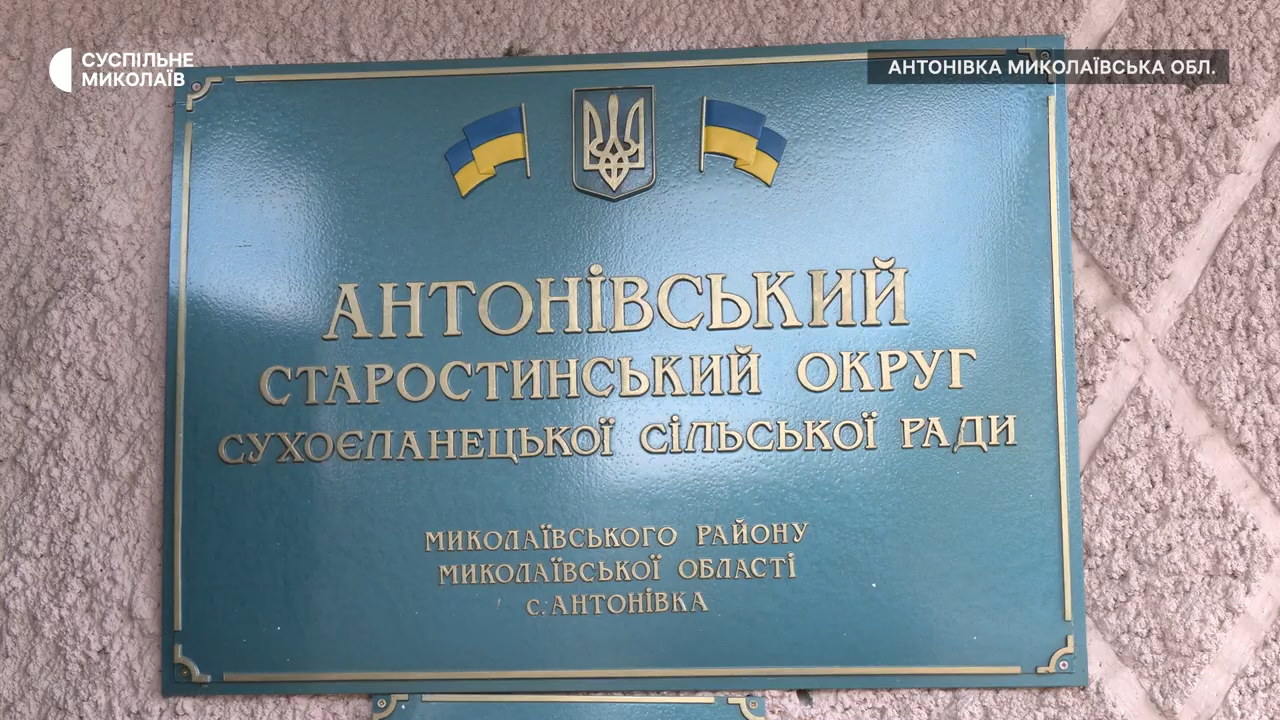 СУСПІЛЬНЕ
МИКОЛАЇВ
АНТОНІВКА МИКОЛАЇВСЬКА ОБЛ.
АНТОНІВСЬКИЙ
СТАРОСТИНСЬКИЙ ОКРУГ
СУХОЄЛАНЕЦЬКОЇ СІЛЬСЬКОЇ РАДИ
МИКОЛАЇВСЬКОГО РАЙОНУ
МИКОЛАЇВСЬКОЇ ОБЛАСТІ
С. АНТОНІВКА